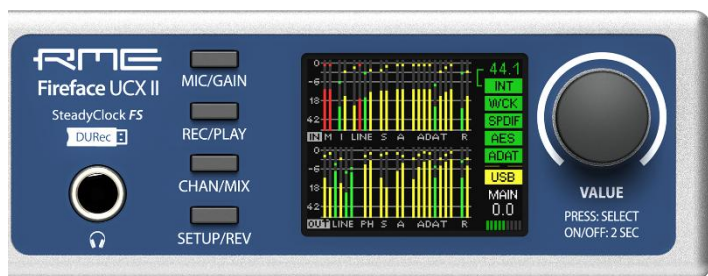 RME
Fireface UCX II
SteadyClock FS
DURec
MIC/GAIN
REC/PLAY
CHAN/MIX
SETUP/REV
0
-6
18
42
IN M I LINE S A ADAT R
0
-6
18
42
OUT LINE PH S A ADAT R
44.1
INT
WCK
SPDIF
AES
ADAT
USB
MAIN
0.0
VALUE
PRESS: SELECT
ON/OFF: 2 SEC